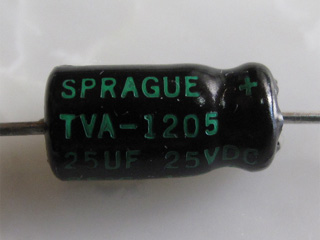 SPRAGUE +
TVA-1205
25UF 25VDC